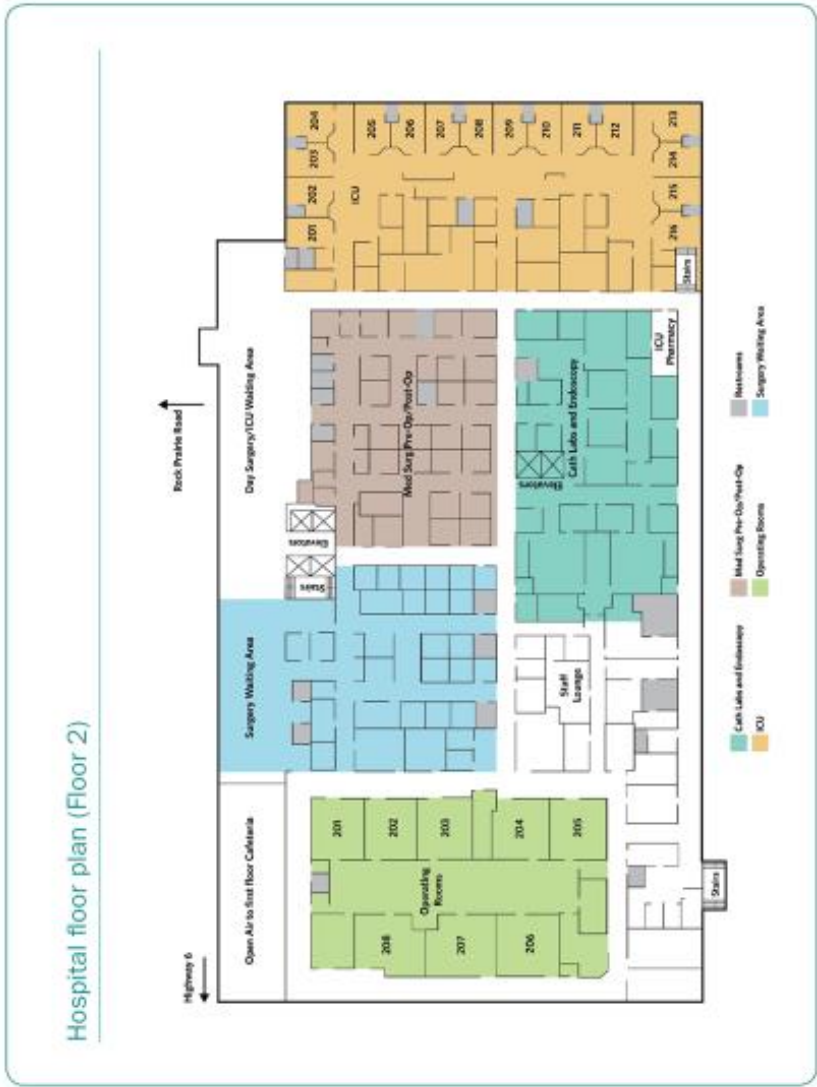 Hospital floor plan (Floor 2)
Highway 6
Rock Prairie Road
Open Air to first floor Cafeteria
Surgery Waiting Area
Day Surgery/ICU Waiting Area
Stairs
Elevators
201
202
203
204
205
206
207
208
Operating
Rooms
Med Surg Pre-Op/Post-Op
ICU
201
202
203
204
205
206
207
208
209
210
211
212
213
214
215
216
Staff
Lounge
Elevators
Cath Labs and Endoscopy
ICU
Pharmacy
Stairs
Stairs
Cath Labs and Endoscopy
Med Surg Pre-Op/Post-Op
Restrooms
ICU
Operating Rooms
Surgery Waiting Area